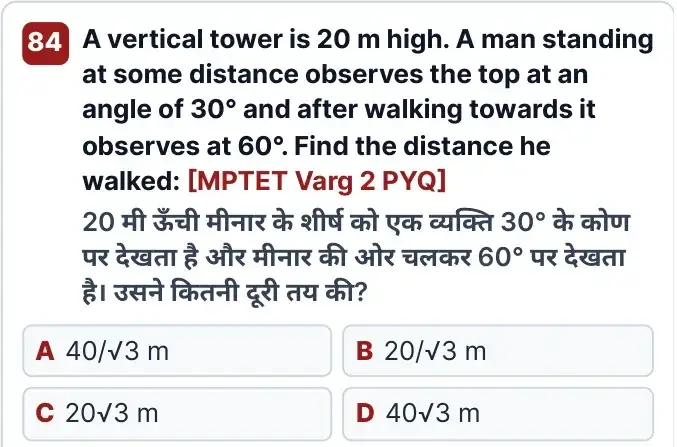 84 A vertical tower is 20 m high. A man standing
at some distance observes the top at an
angle of 30° and after walking towards it
observes at 60°. Find the distance he
walked: [MPTET Varg 2 PYQ]
20 मी ऊँची मीनार के शीर्ष को एक व्यक्ति 30° के कोण
पर देखता है और मीनार की ओर चलकर 60° पर देखता
है। उसने कितनी दूरी तय की?
A 40/√3 m
B 20/√3 m
C 20√3 m
D 40√3 m